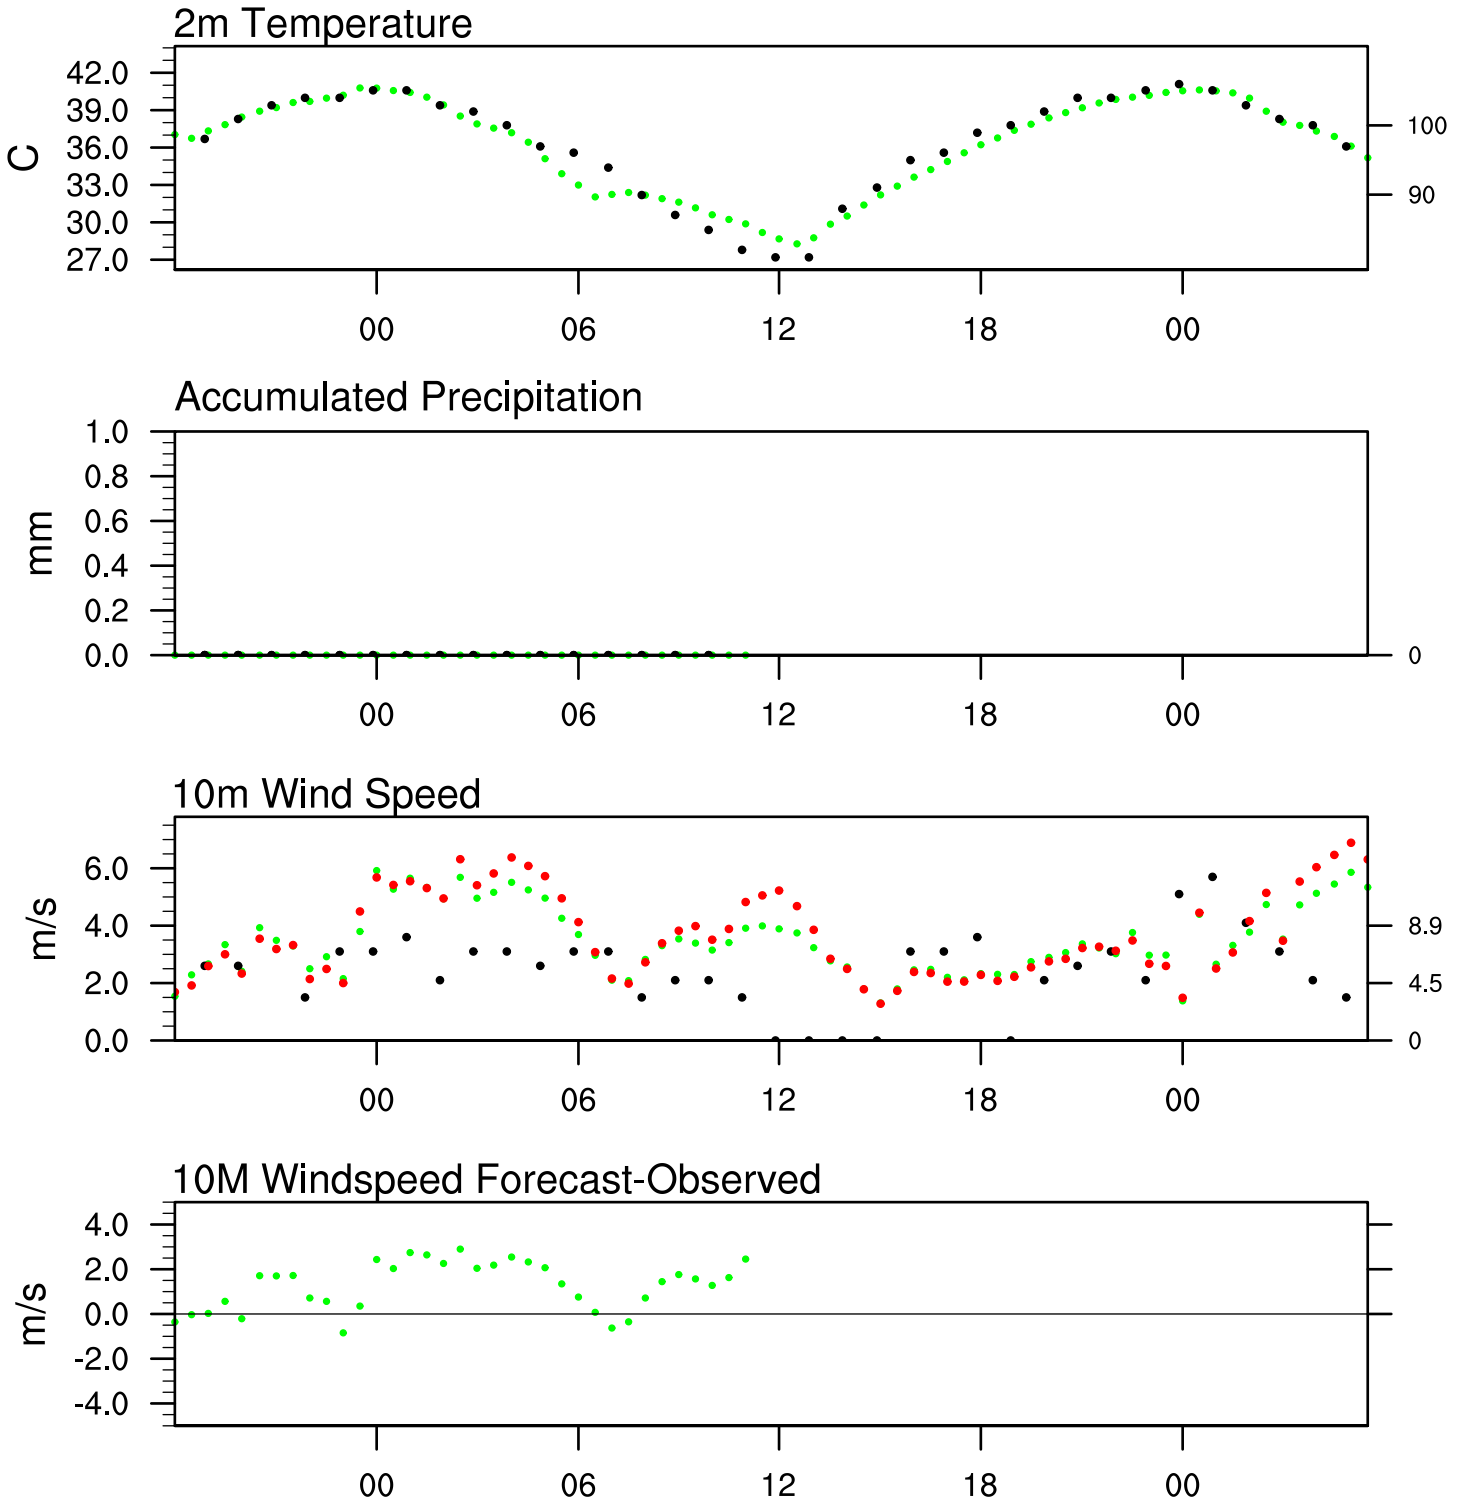 2m Temperature
42.0
39.0
36.0
33.0
30.0
27.0
C
100
90
00 06 12 18 00
Accumulated Precipitation
1.0
0.8
0.6
0.4
0.2
0.0
mm
0
00 06 12 18 00
10m Wind Speed
6.0
4.0
2.0
0.0
m/s
8.9
4.5
0
00 06 12 18 00
10M Windspeed Forecast-Observed
4.0
2.0
0.0
-2.0
-4.0
m/s
00 06 12 18 00